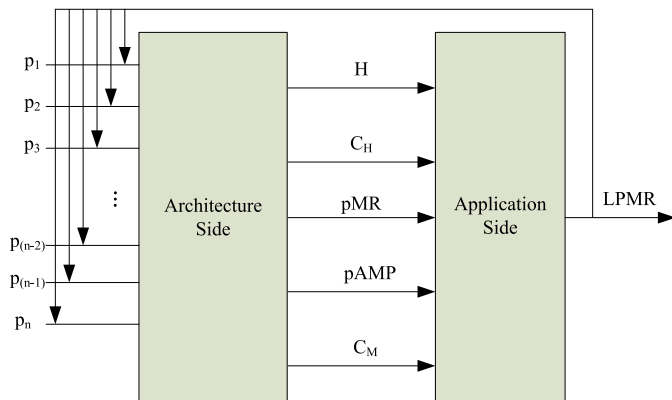 p1
p2
p3
...
p(n-2)
p(n-1)
pn
Architecture
Side
H
CH
pMR
pAMP
CM
Application
Side
LPMR